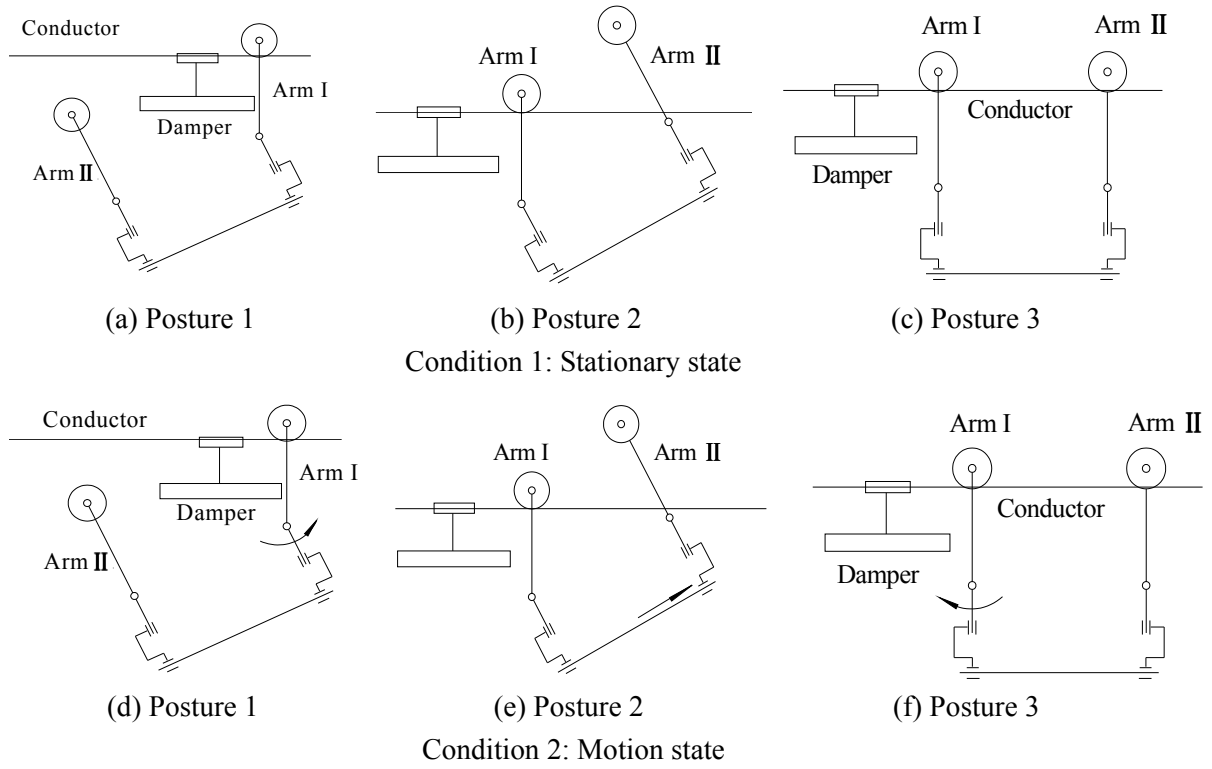 Conductor
Arm Ⅰ
Damper
Arm Ⅱ
(a) Posture 1
Arm Ⅰ
Arm Ⅱ
(b) Posture 2
Arm Ⅰ
Arm Ⅱ
Conductor
Damper
(c) Posture 3
Condition 1: Stationary state
Conductor
Arm Ⅰ
Damper
Arm Ⅱ
(d) Posture 1
Arm Ⅰ
Arm Ⅱ
(e) Posture 2
Arm Ⅰ
Arm Ⅱ
Conductor
Damper
(f) Posture 3
Condition 2: Motion state